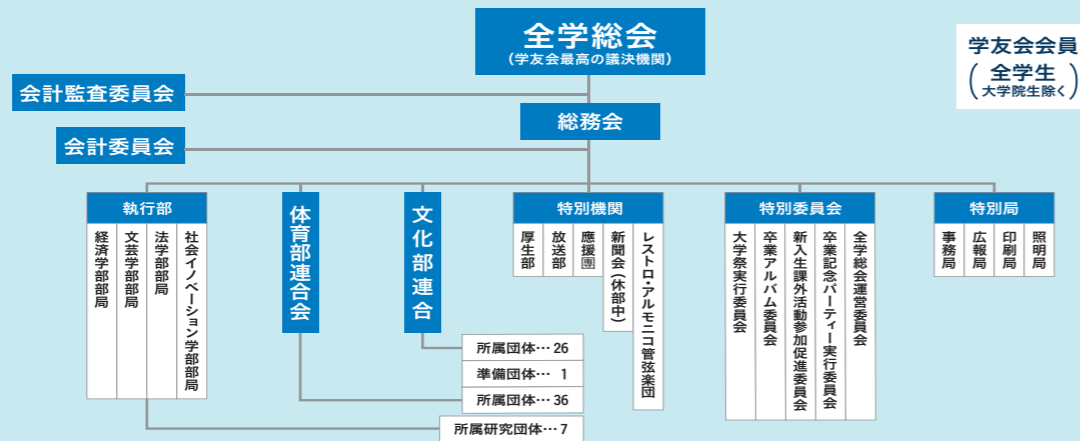 全学総会
(学友会最高の議決機関)
学友会会員
(全学生
大学院生除く)
会計監査委員会
総務会
会計委員会
執行部
経済学部部局
文芸学部部局
法学部部局
社会イノベーション学部部局
体育部連合会
文化部連合
特別機関
厚生部
放送部
應援團
新聞会(休部中)
レストロ・アルモニコ管弦楽団
特別委員会
大学祭実行委員会
卒業アルバム委員会
新入生課外活動参加促進委員会
卒業記念パーティー実行委員会
全学総会運営委員会
特別局
事務局
広報局
印刷局
照明局
所属団体…26
準備団体… 1
所属団体…36
所属研究団体…7